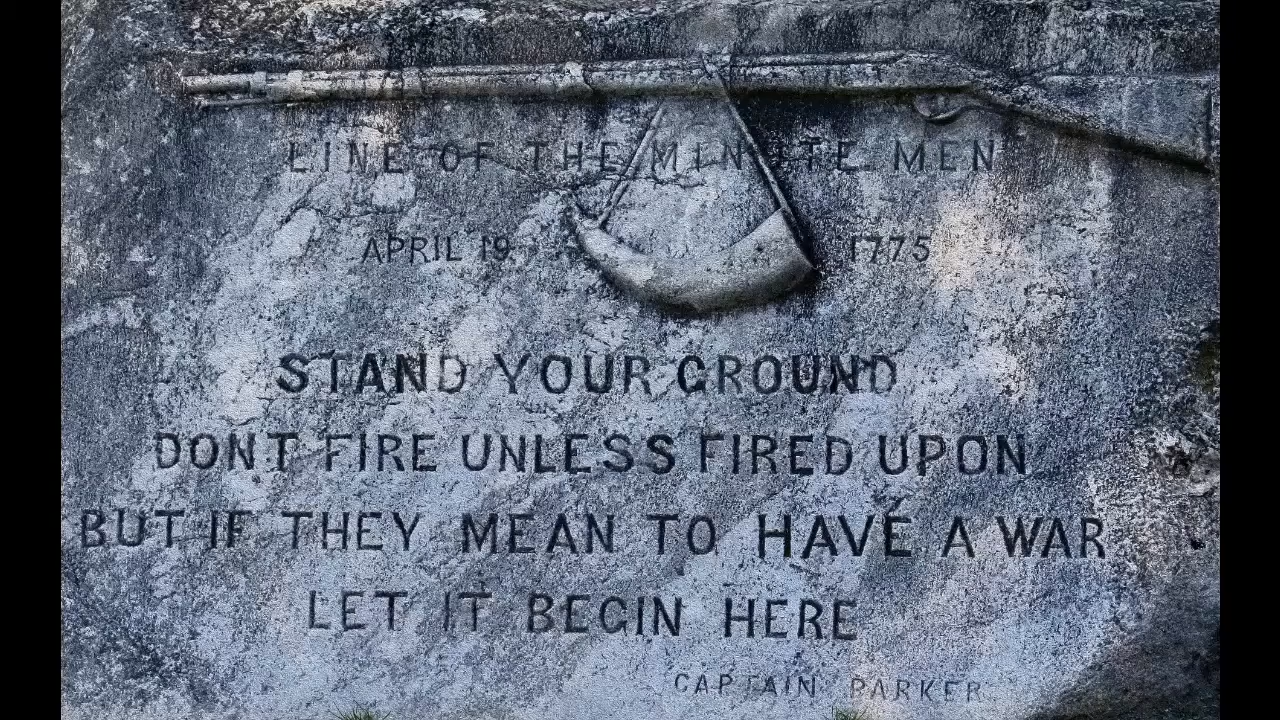 LINE OF THE MINUTE MEN
APRIL 19 1775
STAND YOUR GROUND
DONT FIRE UNLESS FIRED UPON
BUT IF THEY MEAN TO HAVE A WAR
LET IT BEGIN HERE
CAPTAIN PARKER